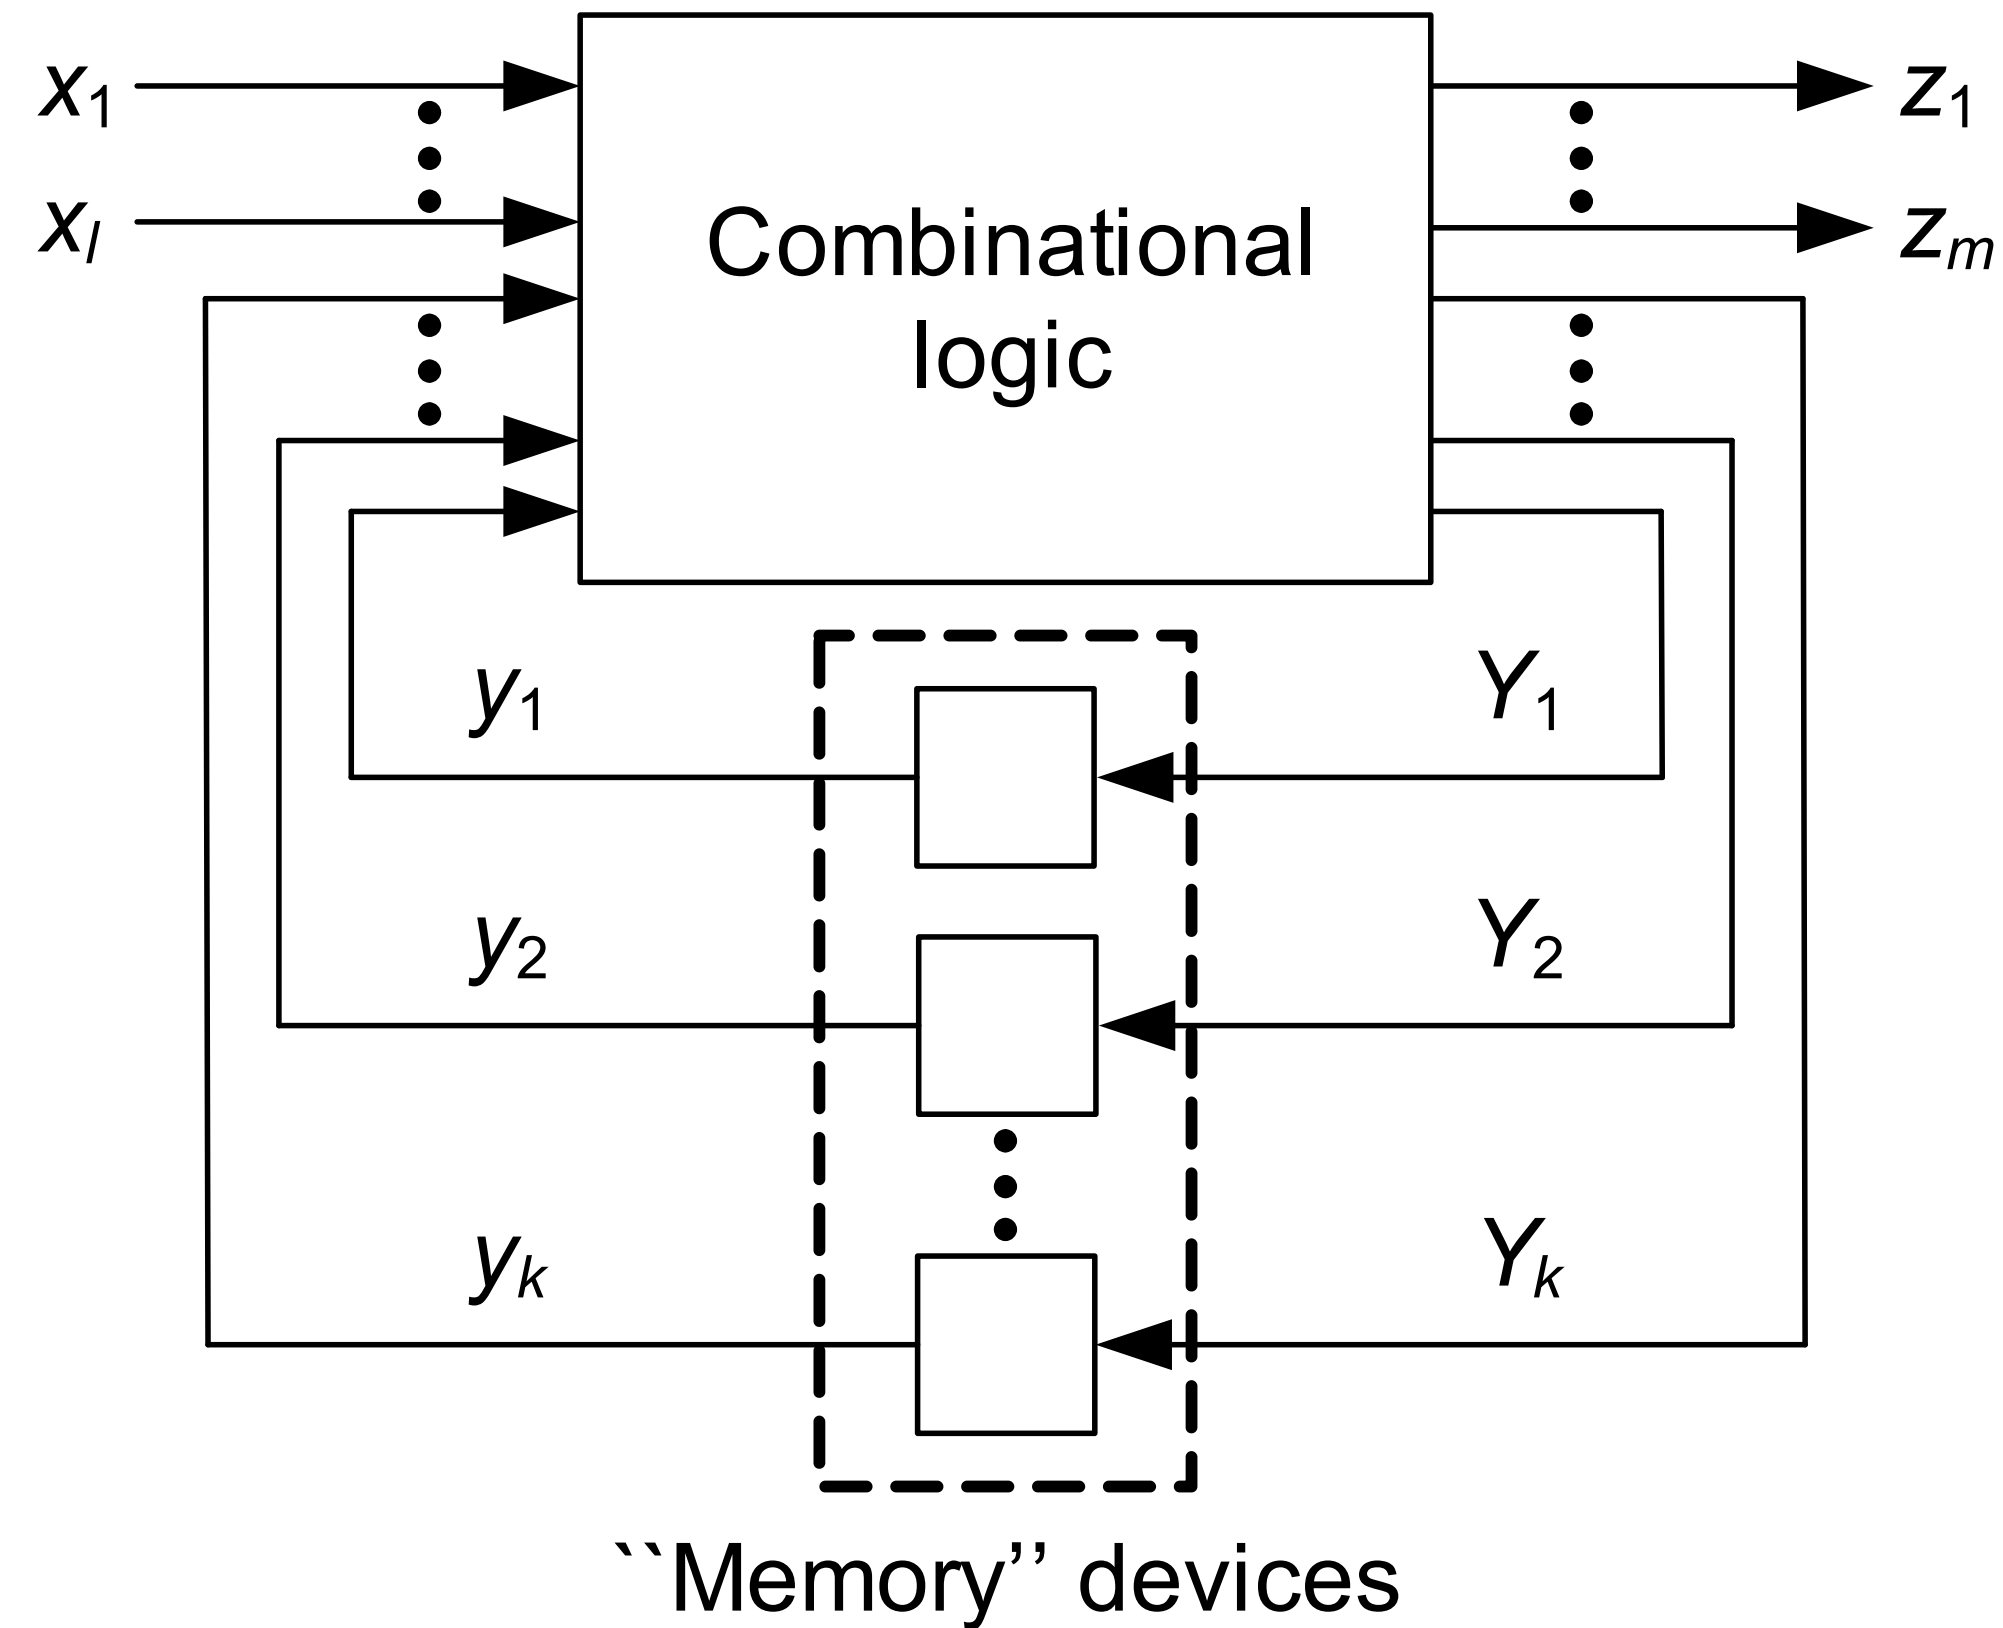 x1
z1
xl
zm
Combinational
logic
y1
Y1
y2
Y2
yk
Yk
``Memory’’ devices